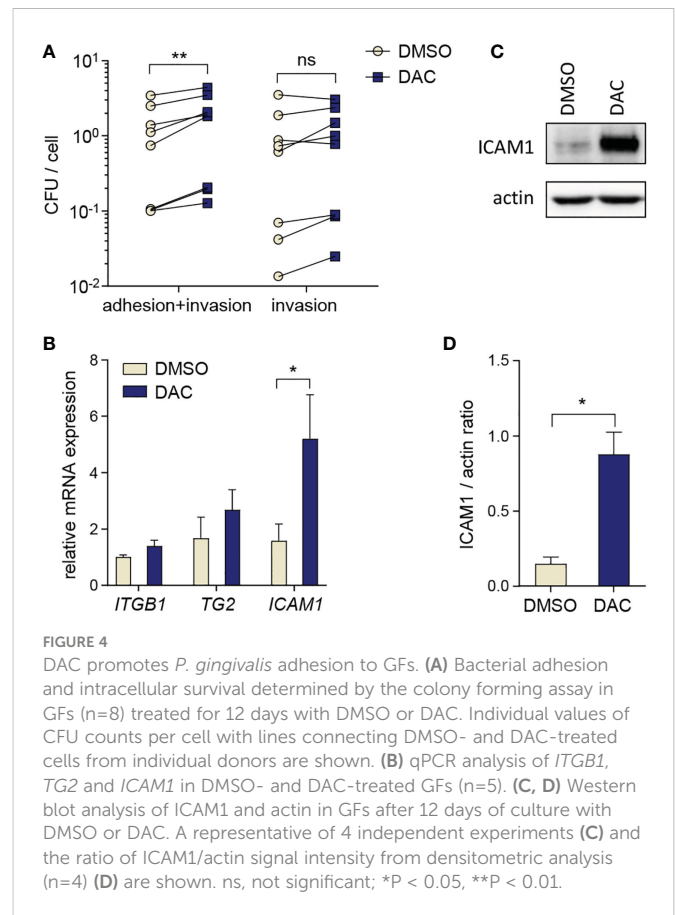 A
10^1
10^0
10^-1
10^-2
CFU / cell
**
ns
DMSO
DAC
adhesion+invasion
invasion
C
DMSO
DAC
ICAM1
actin
B
8
6
4
2
0
relative mRNA expression
DMSO
DAC
*
ITGB1
TG2
ICAM1
D
1.5
1.0
0.5
0.0
ICAM1 / actin ratio
*
DMSO
DAC
FIGURE 4
DAC promotes P. gingivalis adhesion to GFs. (A) Bacterial adhesion
and intracellular survival determined by the colony forming assay in
GFs (n=8) treated for 12 days with DMSO or DAC. Individual values of
CFU counts per cell with lines connecting DMSO- and DAC-treated
cells from individual donors are shown. (B) qPCR analysis of ITGB1,
TG2 and ICAM1 in DMSO- and DAC-treated GFs (n=5). (C, D) Western
blot analysis of ICAM1 and actin in GFs after 12 days of culture with
DMSO or DAC. A representative of 4 independent experiments (C) and
the ratio of ICAM1/actin signal intensity from densitometric analysis
(n=4) (D) are shown. ns, not significant; *P < 0.05, **P < 0.01.